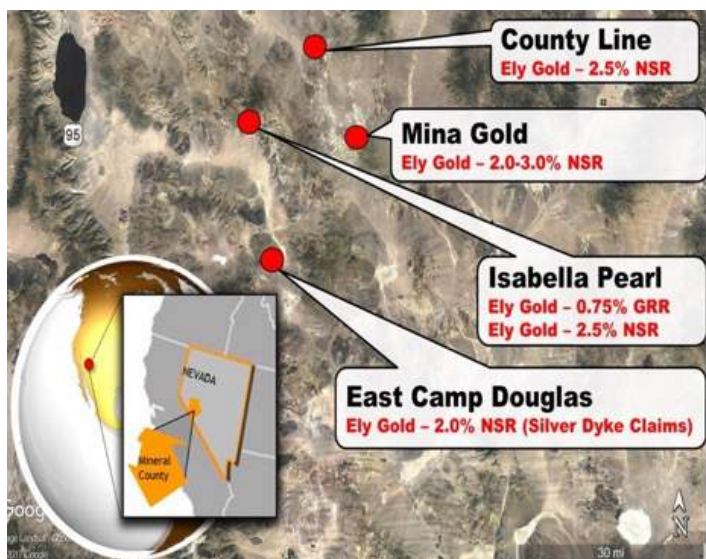 County Line
Ely Gold – 2.5% NSR
95
Mina Gold
Ely Gold – 2.0-3.0% NSR
Isabella Pearl
Ely Gold – 0.75% GRR
Ely Gold – 2.5% NSR
East Camp Douglas
Ely Gold – 2.0% NSR (Silver Dyke Claims)
NEVADA
Mineral
County
N
30 mi